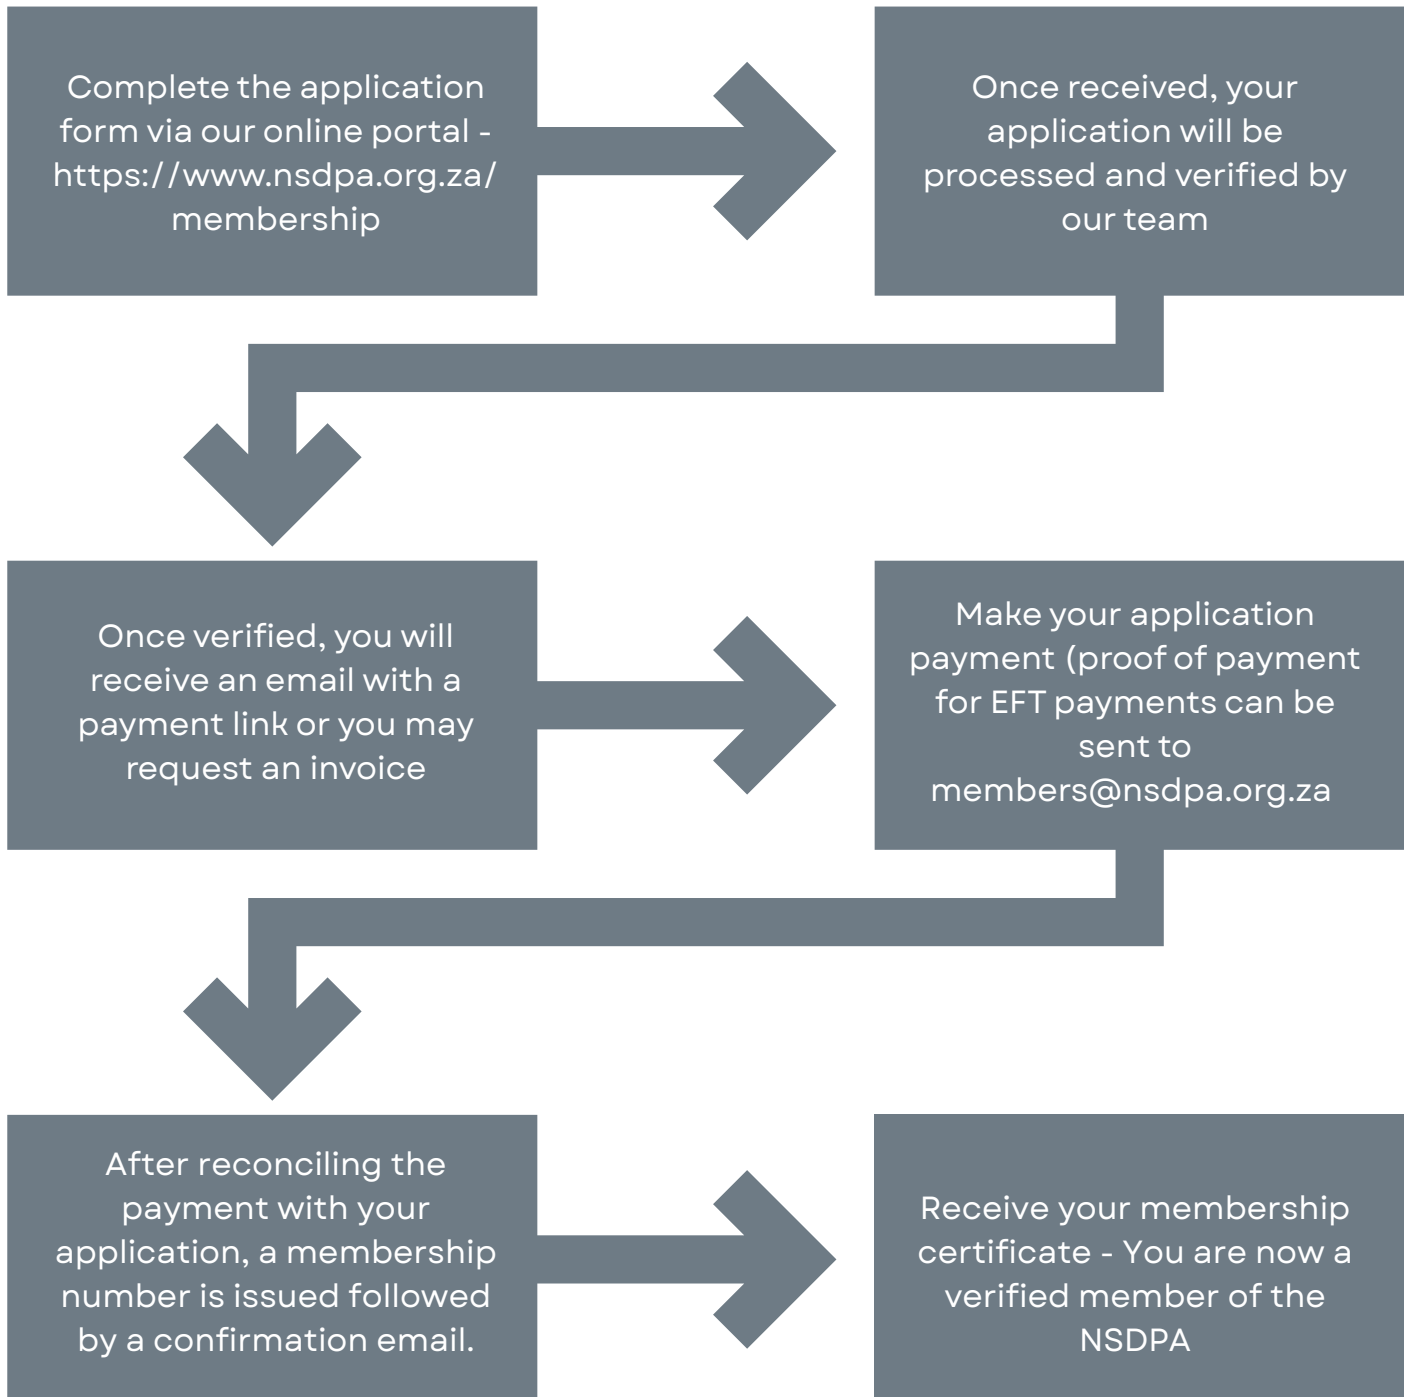 Complete the application
form via our online portal -
https://www.nsdpa.org.za/
membership
Once received, your
application will be
processed and verified by
our team
Once verified, you will
receive an email with a
payment link or you may
request an invoice
Make your application
payment (proof of payment
for EFT payments can be
sent to
members@nsdpa.org.za
After reconciling the
payment with your
application, a membership
number is issued followed
by a confirmation email.
Receive your membership
certificate - You are now a
verified member of the
NSDPA